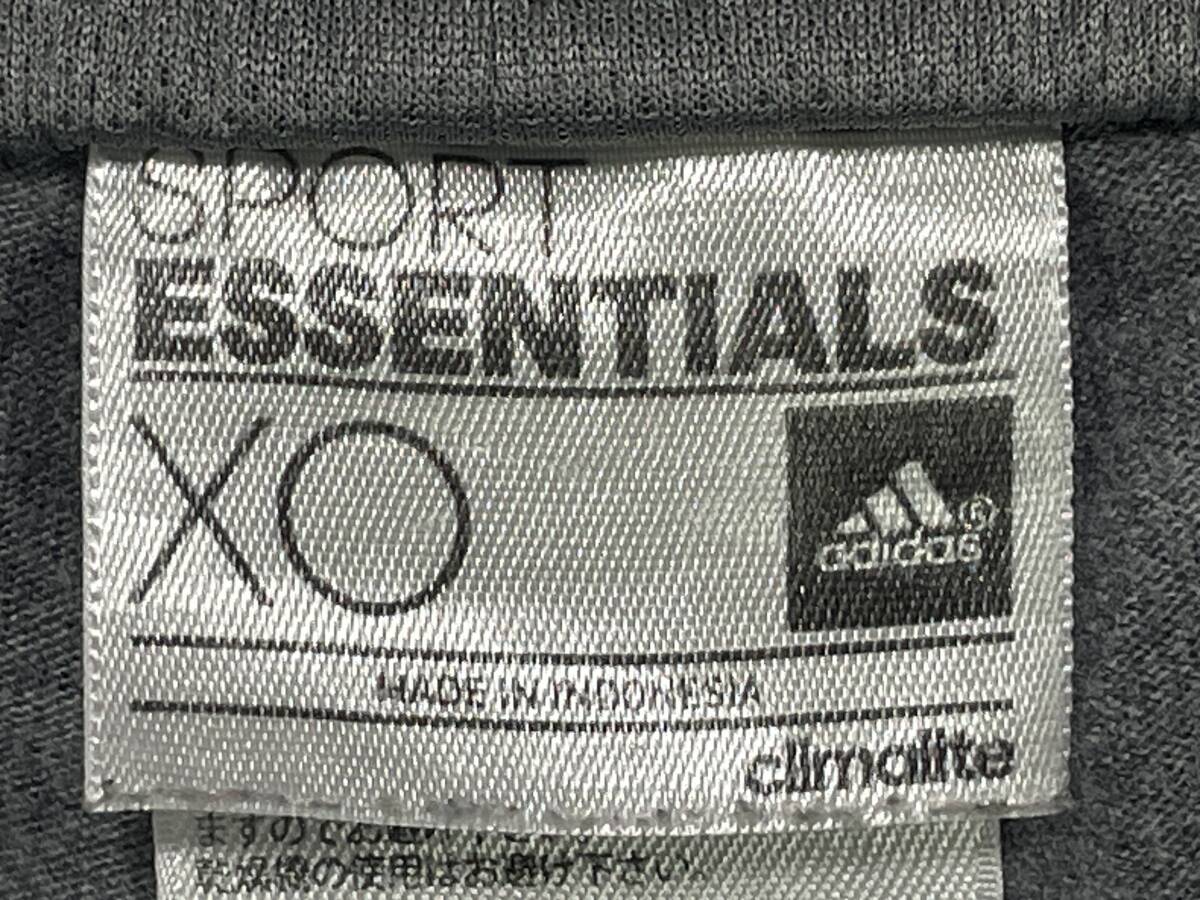 SPORT
ESSENTIALS
XO
adidas®
MADE IN INDONESIA
climalite
乾燥機の使用はお避け下さい。